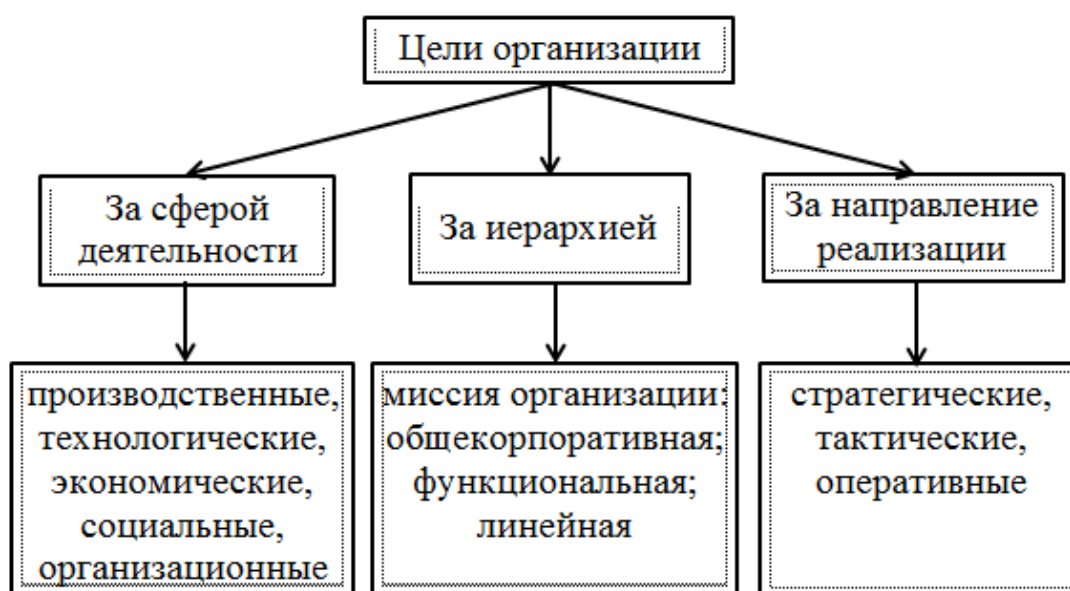 Цели организации
За сферой
деятельности
За иерархией
За направление
реализации
производственные,
технологические,
экономические,
социальные,
организационные
миссия организации:
общекорпоративная;
функциональная;
линейная
стратегические,
тактические,
оперативные